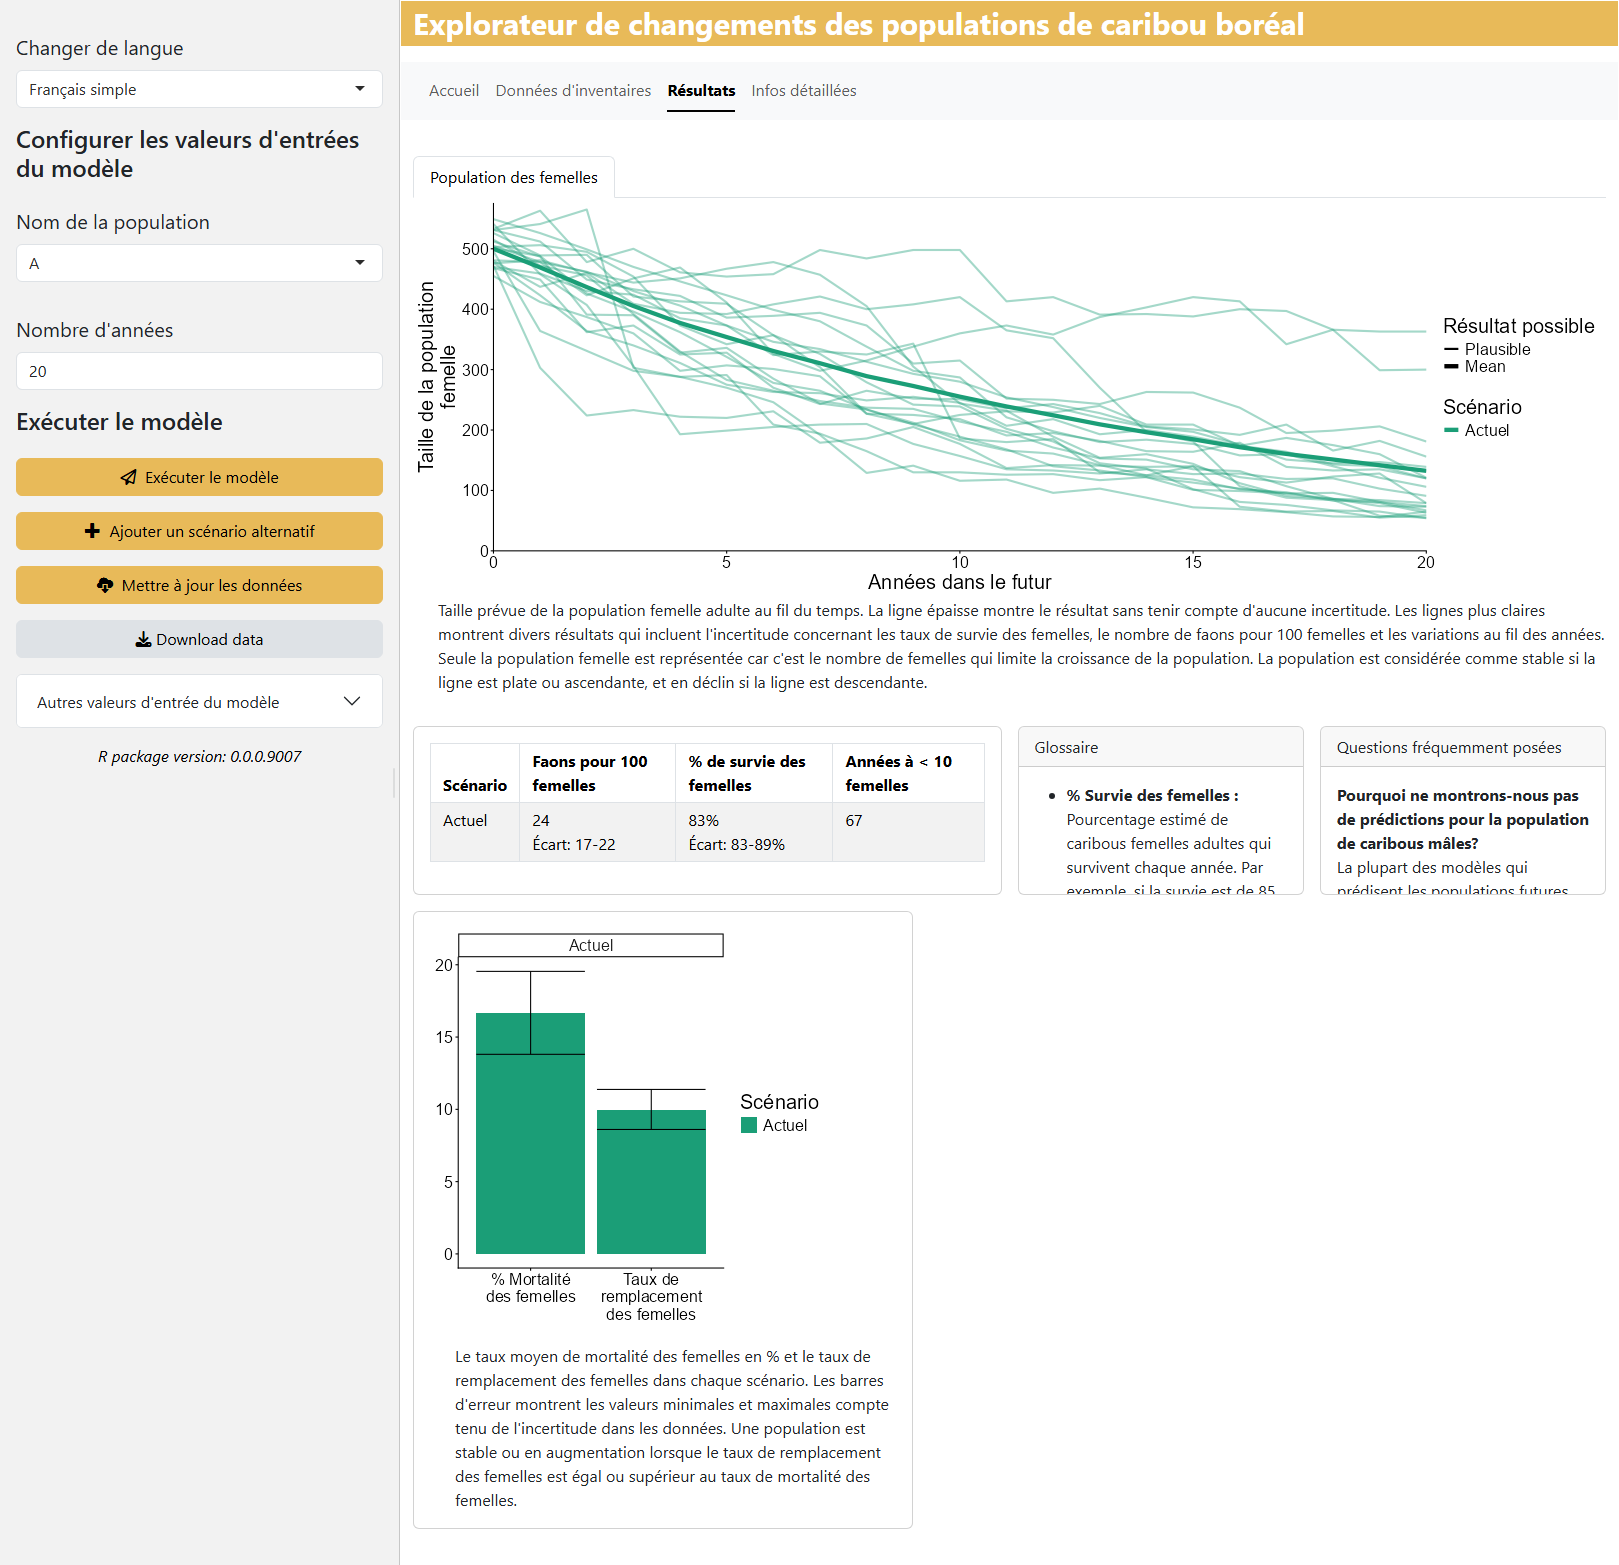 Changer de langue
Français simple
Configurer les valeurs d'entrées
du modèle
Nom de la population
A
Nombre d'années
20
Exécuter le modèle
Exécuter le modèle
Ajouter un scénario alternatif
Mettre à jour les données
Download data
Autres valeurs d'entrée du modèle
R package version: 0.0.0.9007
Explorateur de changements des populations de caribou boréal
Accueil Données d'inventaires Résultats Infos détaillées
Population des femelles
Taille de la population
femelle
500
400
300
200
100
0
0 5 10 15 20
Années dans le futur
Résultat possible
Plausible
Mean
Scénario
Actuel
Taille prévue de la population femelle adulte au fil du temps. La ligne épaisse montre le résultat sans tenir compte d'aucune incertitude. Les lignes plus claires
montrent divers résultats qui incluent l'incertitude concernant les taux de survie des femelles, le nombre de faons pour 100 femelles et les variations au fil des années.
Seule la population femelle est représentée car c'est le nombre de femelles qui limite la croissance de la population. La population est considérée comme stable si la
ligne est plate ou ascendante, et en déclin si la ligne est descendante.
Scénario Faons pour 100 femelles % de survie des femelles Années à < 10 femelles
Actuel 24 83% 67
Écart: 17-22 Écart: 83-89%
Glossaire
% Survie des femelles :
Pourcentage estimé de
caribous femelles adultes qui
survivent chaque année. Par
exemple, si la survie est de 85
Questions fréquemment posées
Pourquoi ne montrons-nous pas
de prédictions pour la population
de caribous mâles?
La plupart des modèles qui
prédisent les populations futures
Actuel
20
15
10
5
0
% Mortalité
des femelles
Taux de
remplacement
des femelles
Scénario
Actuel
Le taux moyen de mortalité des femelles en % et le taux de
remplacement des femelles dans chaque scénario. Les barres
d'erreur montrent les valeurs minimales et maximales compte
tenu de l'incertitude dans les données. Une population est
stable ou en augmentation lorsque le taux de remplacement
des femelles est égal ou supérieur au taux de mortalité des
femelles.